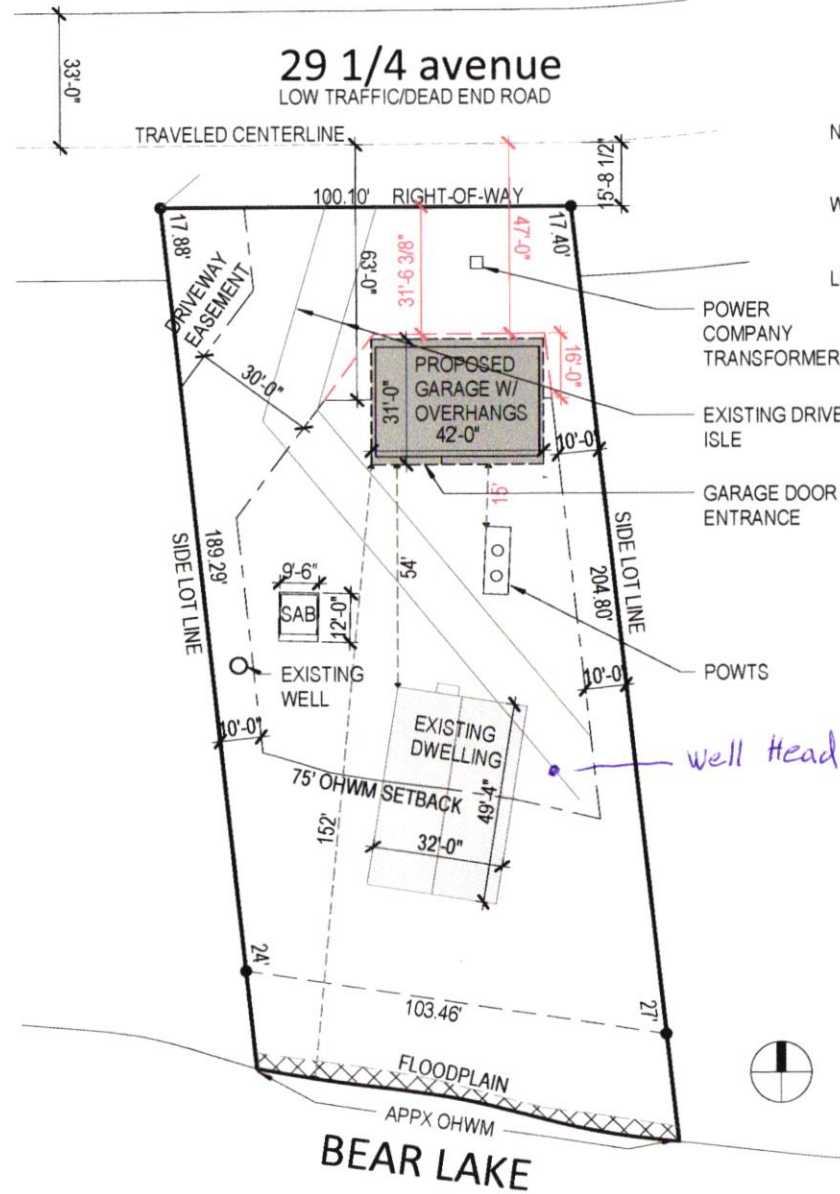 29 1/4 avenue
LOW TRAFFIC/DEAD END ROAD
33'-0"
TRAVELED CENTERLINE
15'-8 1/2"
100.10' RIGHT-OF-WAY
17.88'
17.40'
63'-0"
31'-6 3/8"
47'-0"
DRIVEWAY
EASEMENT
30'-0"
N
W
L
POWER
COMPANY
TRANSFORMER
PROPOSED
GARAGE W/
OVERHANGS
42'-0"
31'-0"
16'-0"
10'-0"
EXISTING DRIVE
ISLE
GARAGE DOOR
ENTRANCE
15'
54'
SIDE LOT LINE
189.29'
SIDE LOT LINE
204.80'
9'-6"
SAB
12'-0"
EXISTING
WELL
POWTS
10'-0"
10'-0"
EXISTING
DWELLING
Well Head
75' OHWM SETBACK
49'-4"
32'-0"
152'
24'
103.46'
27'
FLOODPLAIN
APPX OHWM
BEAR LAKE